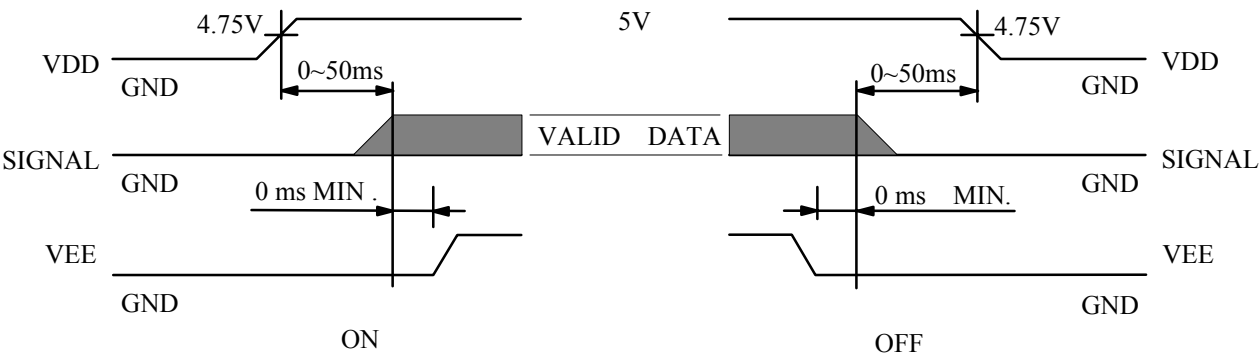 4.75V 5V 4.75V
VDD VDD
GND 0~50ms 0~50ms GND
VALID DATA
SIGNAL SIGNAL
GND GND
0 ms MIN . 0 ms MIN.
VEE VEE
GND GND
ON OFF